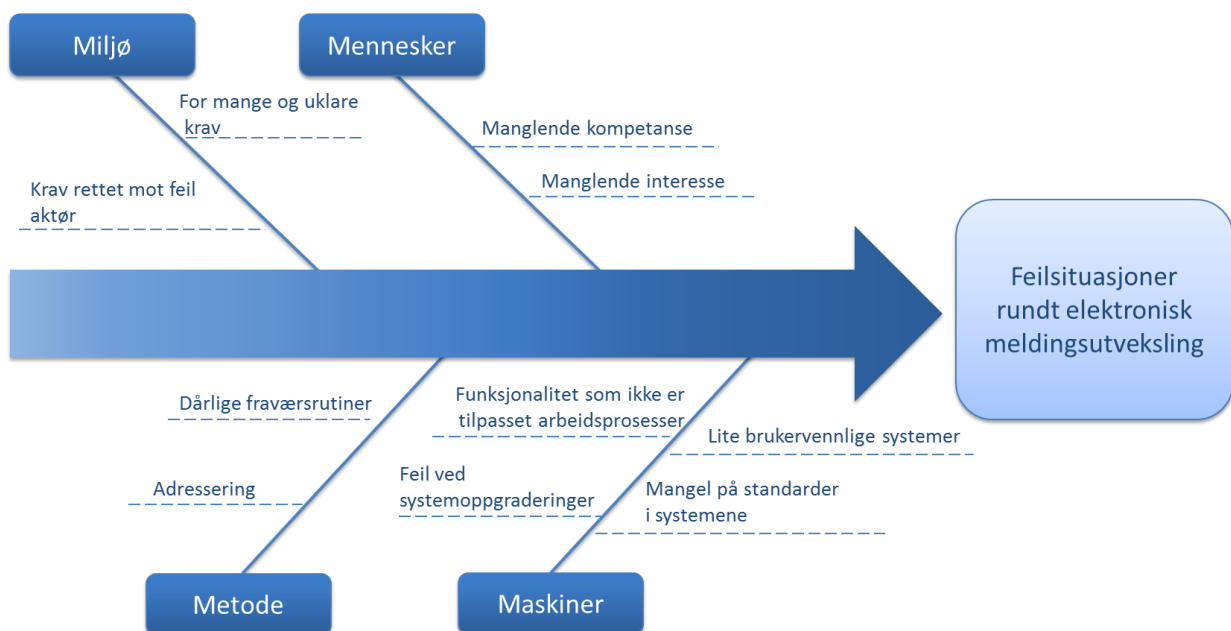 Miljø
Mennesker
For mange og uklare
krav
Manglende kompetanse
Manglende interesse
Krav rettet mot feil
aktør
Feilsituasjoner
rundt elektronisk
meldingsutveksling
Dårlige fraværsrutiner
Adressering
Funksjonalitet som ikke er
tilpasset arbeidsprosesser
Lite brukervennlige systemer
Feil ved
systemoppgraderinger
Mangel på standarder
i systemene
Metode
Maskiner